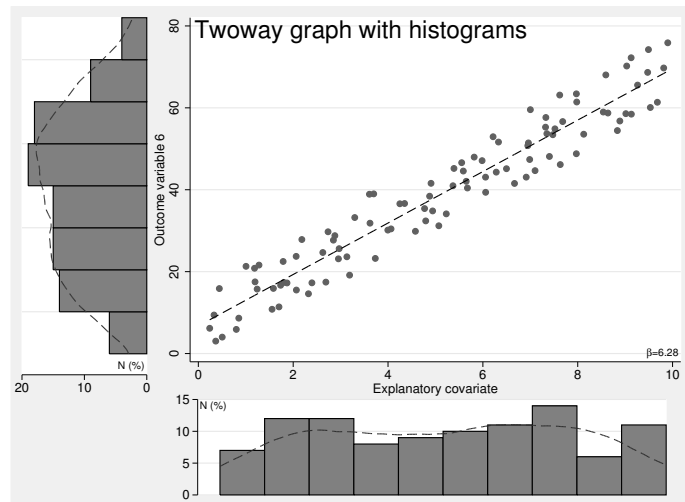 Twoway graph with histograms
80
60
40
20
0
Outcome variable 6
β=6.28
0 2 4 6 8 10
Explanatory covariate
N (%)
20 10 0
N (%)
15
10
5
0